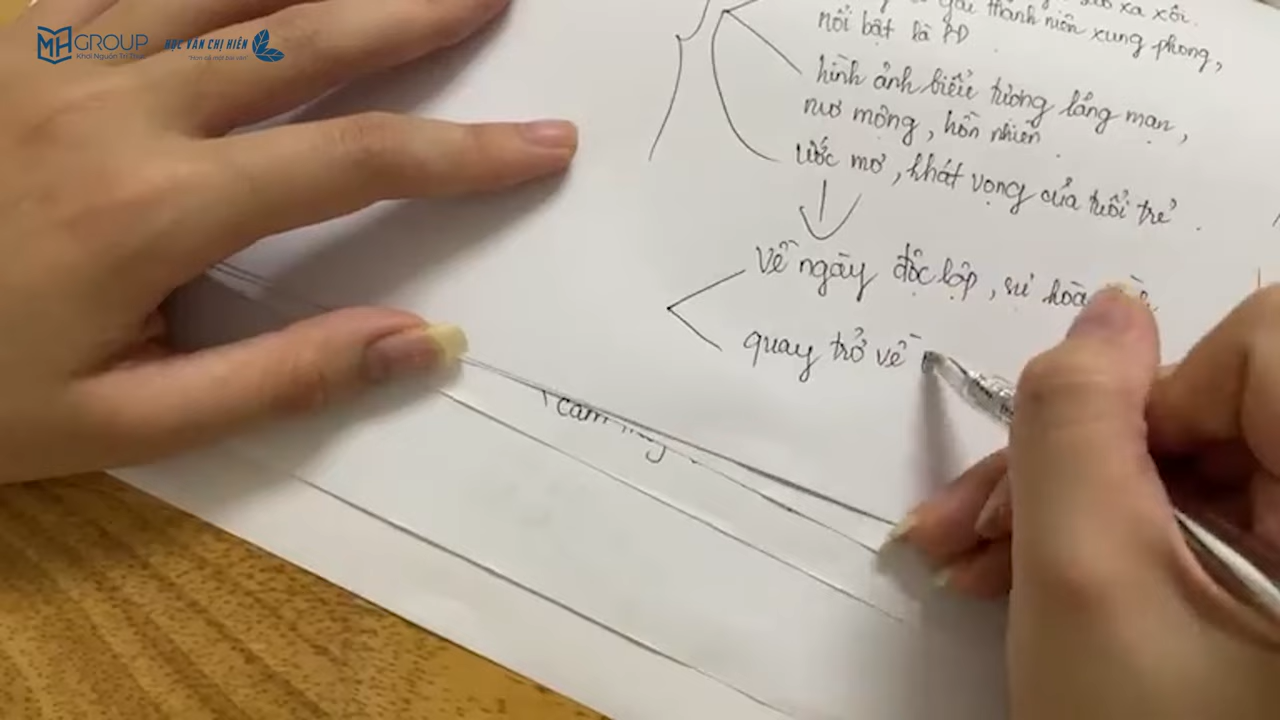 MH GROUP
Khơi Nguồn Tri Thức
HỌC VĂN CHỊ HIÊN
xa xôi.
thanh niên xung phong,
nổi bật là PĐ.
hình ảnh biểu tượng lãng mạn,
mơ mộng, hồn nhiên.
ước mơ, khát vọng của tuổi trẻ.
Về ngày độc lập, sự
quay trở về